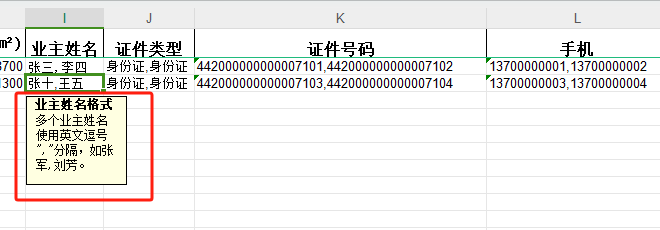 I J K L
m²) 业主姓名 证件类型 证件号码 手机
3700 张三,李四 身份证,身份证 442000000000007101,442000000000007102 13700000001,13700000002
1300 张十,王五 身份证,身份证 442000000000007103,442000000000007104 13700000003,13700000004
业主姓名格式
多个业主姓名
使用英文逗号
","分隔，如张
军,刘芳。